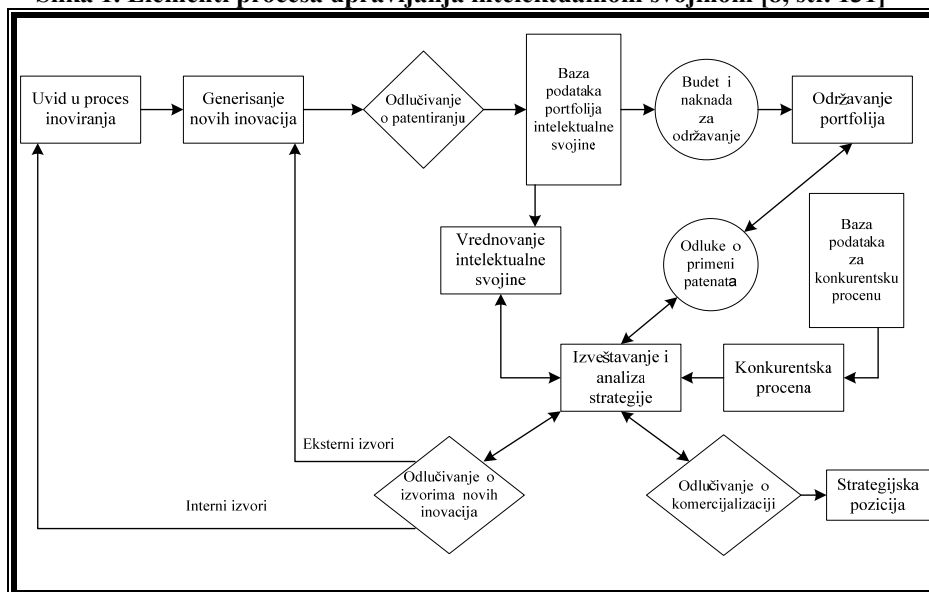 Slika 1. Elementi procesa upravljanja intelektualnom svojinom [8, str.
Uvid u proces
inoviranja
Generisanje
novih inovacija
Odlučivanje
o patentiranju
Baza
podataka
portfolija
intelektualne
svojine
Budet i
naknada
za
održavanje
Održavanje
portfolija
Vrednovanje
intelektualne
svojine
Odluke o
primeni
patenata
Baza
podataka
za
konkurentsku
procenu
Izveštavanje i
analiza
strategije
Konkurentska
procena
Eksterni izvori
Interni izvori
Odlučivanje o
izvorima novih
inovacija
Odlučivanje o
komercijalizaciji
Strategijska
pozicija